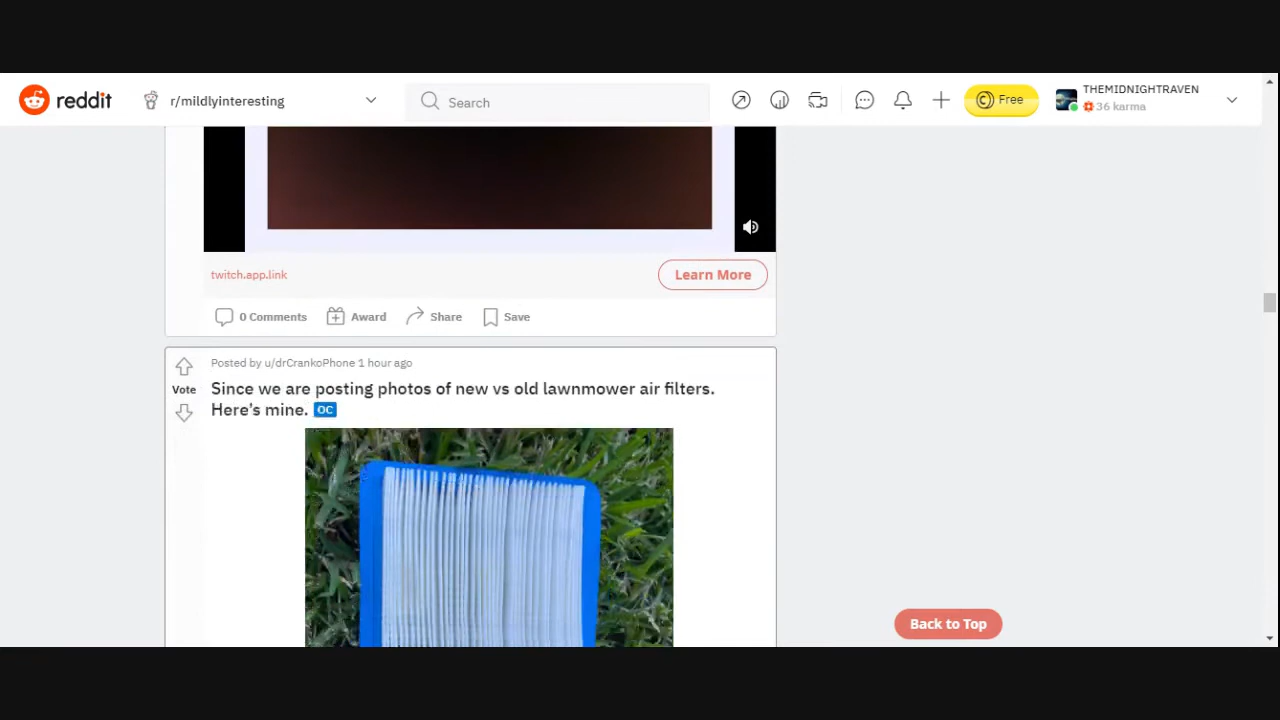 reddit r/mildlyinteresting Search Free THEMIDNIGHTRAVEN
36 karma
twitch.app.link Learn More
0 Comments Award Share Save
Posted by u/drCrankoPhone 1 hour ago
Vote
Since we are posting photos of new vs old lawnmower air filters.
Here's mine. OC
Back to Top